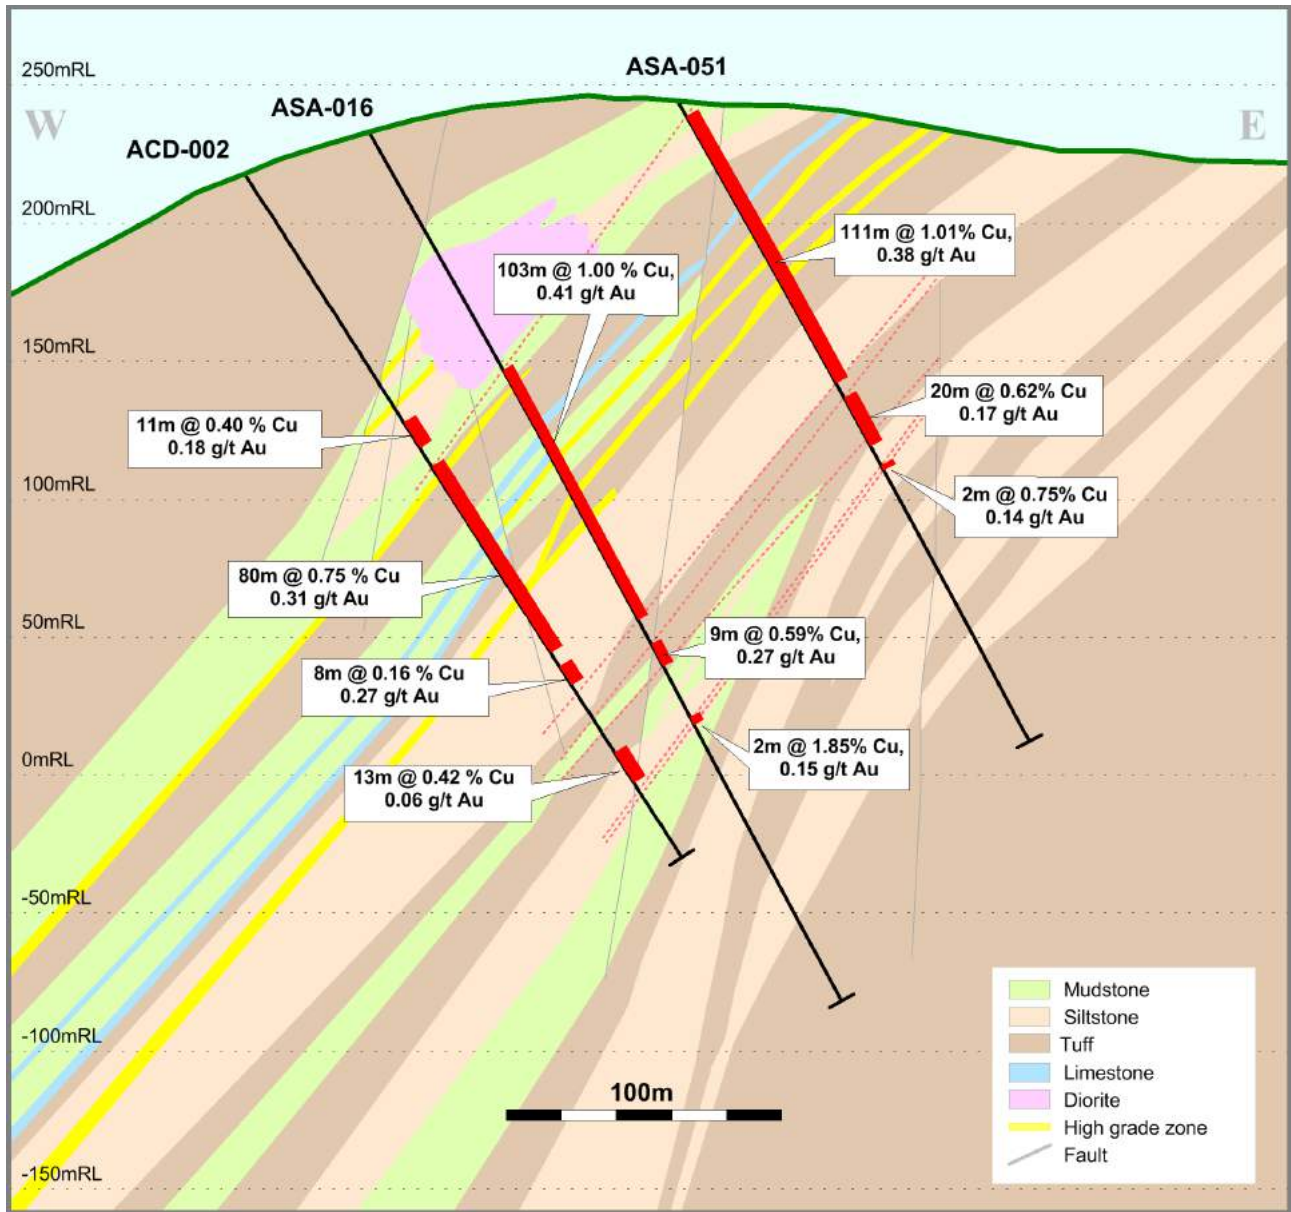 ASA-051
250mRL
ASA-016
W
E
ACD-002
200mRL
111m @ 1.01% Cu,
0.38 g/t Au
103m @ 1.00 % Cu,
0.41 g/t Au
150mRL
20m @ 0.62% Cu
0.17 g/t Au
11m @ 0.40 % Cu
0.18 g/t Au
100mRL
2m @ 0.75% Cu
0.14 g/t Au
80m @ 0.75 % Cu
0.31 g/t Au
50mRL
9m @ 0.59% Cu,
0.27 g/t Au
8m @ 0.16 % Cu
0.27 g/t Au
0mRL
2m @ 1.85% Cu,
0.15 g/t Au
13m @ 0.42 % Cu
0.06 g/t Au
-50mRL
-100mRL
100m
-150mRL
Mudstone
Siltstone
Tuff
Limestone
Diorite
High grade zone
Fault